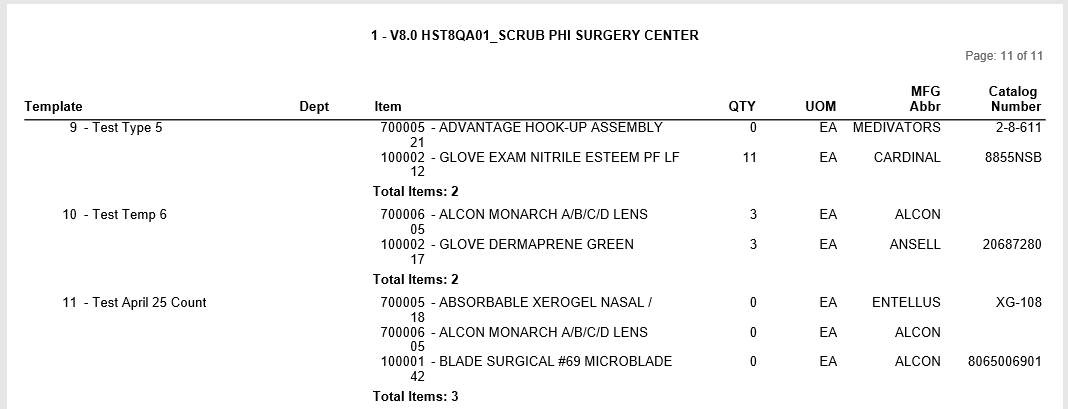 1 - V8.0 HST8QA01_SCRUB PHI SURGERY CENTER
Page: 11 of 11
MFG Catalog
Template Dept Item QTY UOM Abbr Number
9 - Test Type 5 700005 - ADVANTAGE HOOK-UP ASSEMBLY 0 EA MEDIVATORS 2-8-611
21
100002 - GLOVE EXAM NITRILE ESTEEM PF LF 11 EA CARDINAL 8855NSB
12
Total Items: 2
10 - Test Temp 6 700006 - ALCON MONARCH A/B/C/D LENS 3 EA ALCON
05
100002 - GLOVE DERMAPRENE GREEN 3 EA ANSELL 20687280
17
Total Items: 2
11 - Test April 25 Count 700005 - ABSORBABLE XEROGEL NASAL / 0 EA ENTELLUS XG-108
18
700006 - ALCON MONARCH A/B/C/D LENS 0 EA ALCON
05
100001 - BLADE SURGICAL #69 MICROBLADE 0 EA ALCON 8065006901
42
Total Items: 3